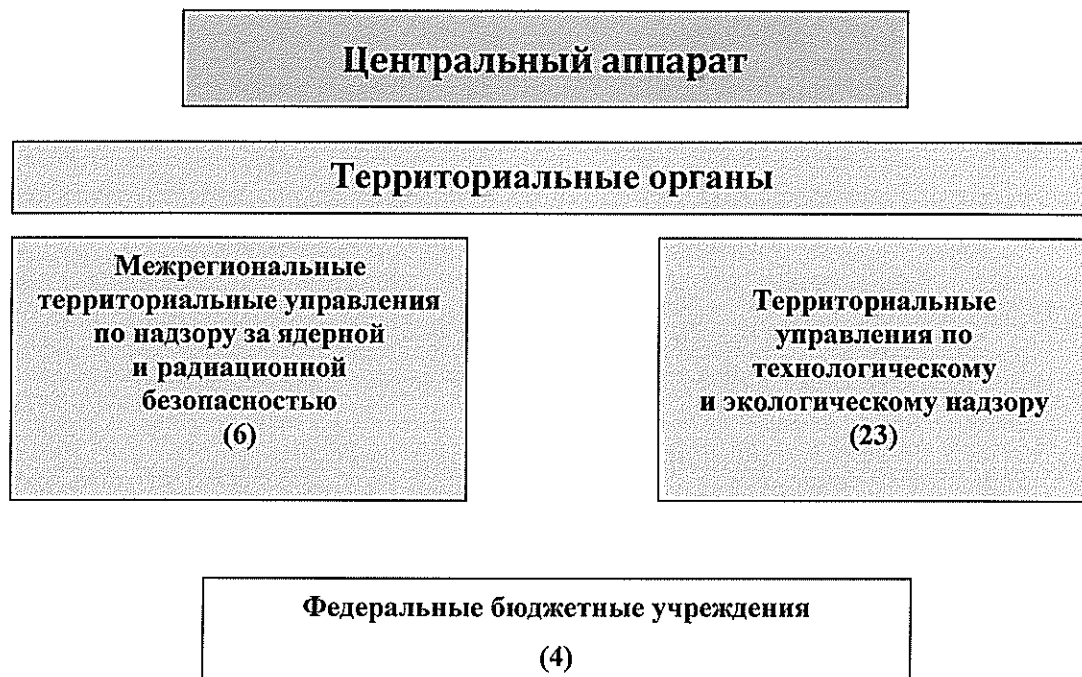 Центральный аппарат
Территориальные органы
Межрегиональные
территориальные управления
по надзору за ядерной
и радиационной
безопасностью
(6)
Территориальные
управления по
технологическому
и экологическому надзору
(23)
Федеральные бюджетные учреждения
(4)